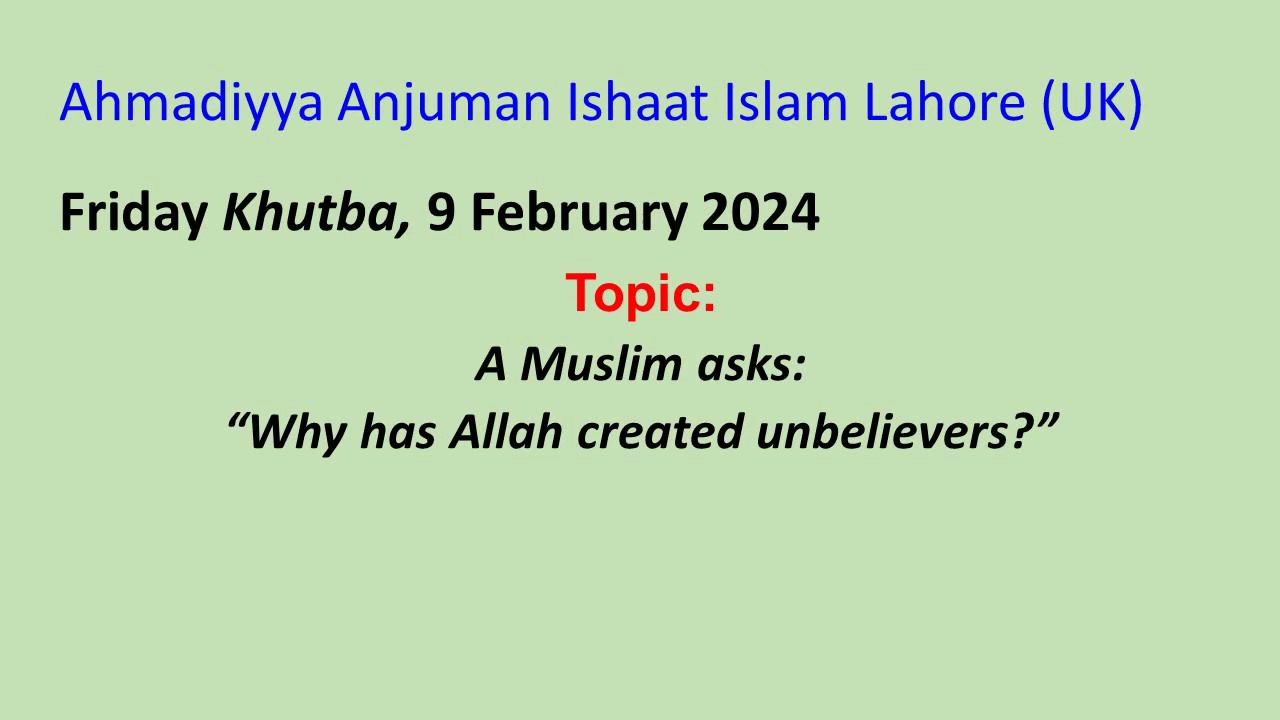 Ahmadiyya Anjuman Ishaat Islam Lahore (UK)
Friday Khutba, 9 February 2024
Topic:
A Muslim asks:
“Why has Allah created unbelievers?”